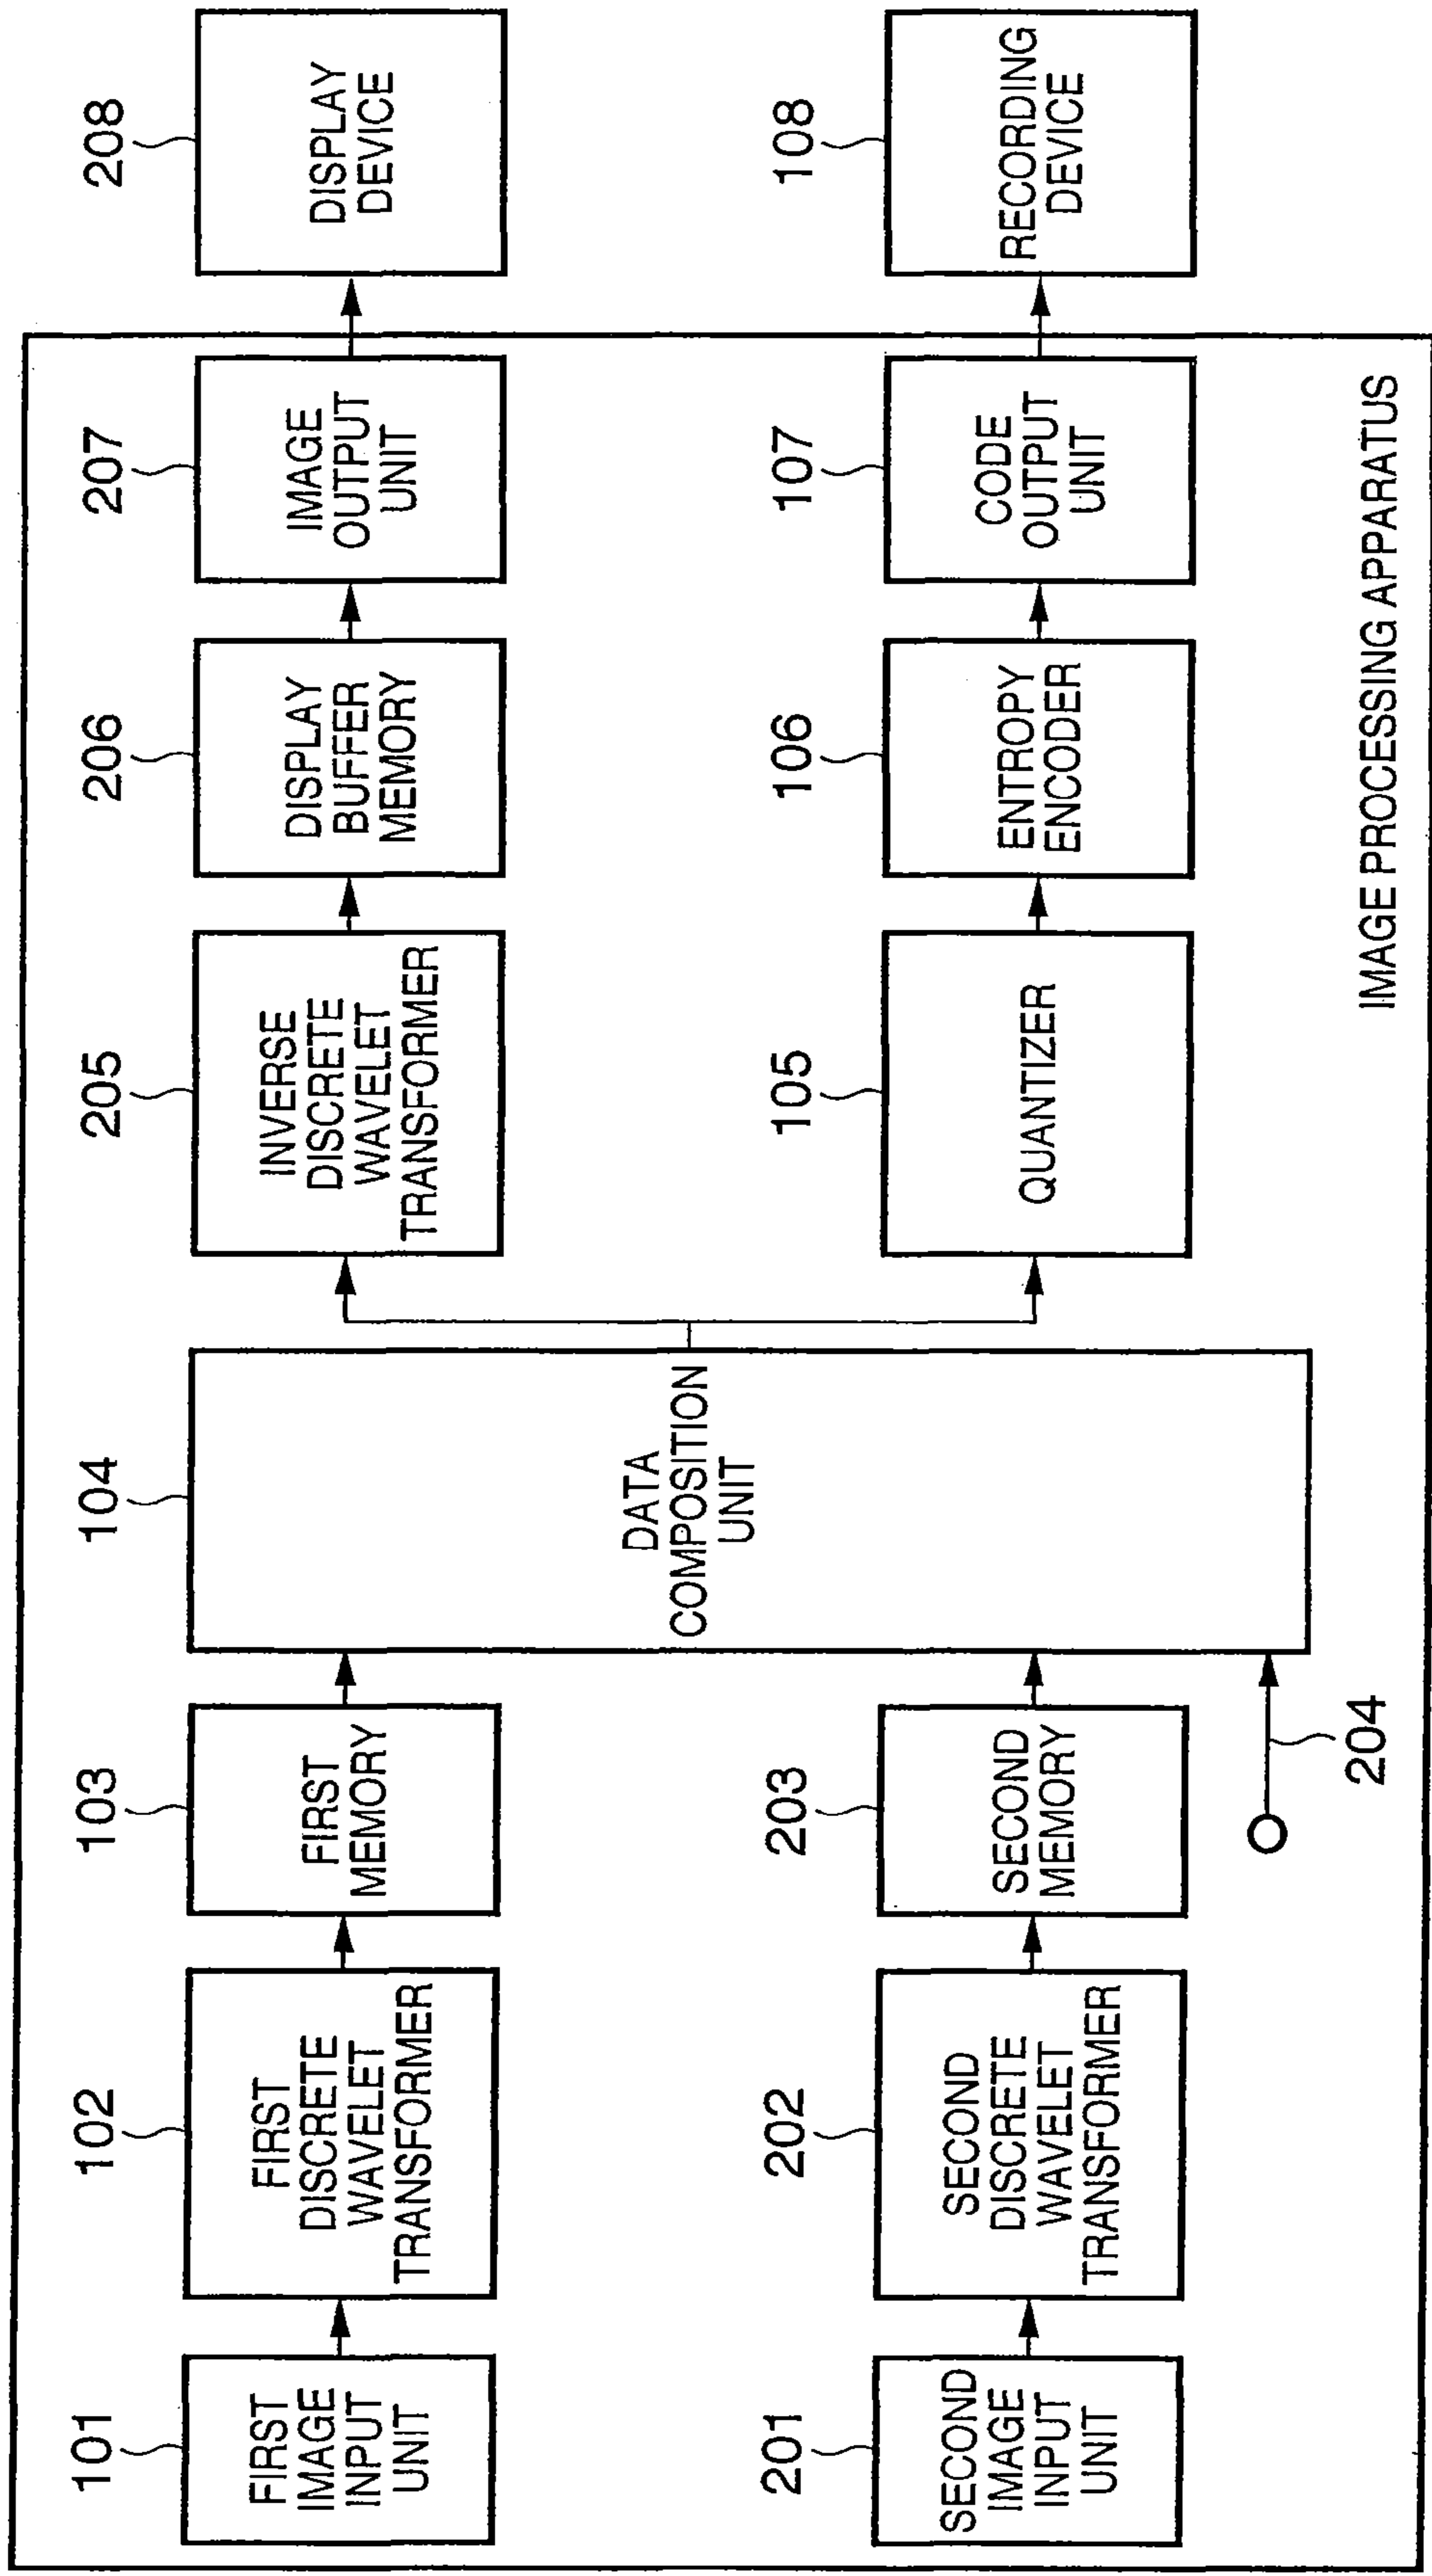 101
FIRST
IMAGE
INPUT
UNIT
102
FIRST
DISCRETE
WAVELET
TRANSFORMER
103
FIRST
MEMORY
104
DATA
COMPOSITION
UNIT
205
INVERSE
DISCRETE
WAVELET
TRANSFORMER
206
DISPLAY
BUFFER
MEMORY
207
IMAGE
OUTPUT
UNIT
208
DISPLAY
DEVICE
201
SECOND
IMAGE
INPUT
UNIT
202
SECOND
DISCRETE
WAVELET
TRANSFORMER
203
SECOND
MEMORY
204
105
QUANTIZER
106
ENTROPY
ENCODER
107
CODE
OUTPUT
UNIT
108
RECORDING
DEVICE
IMAGE PROCESSING APPARATUS